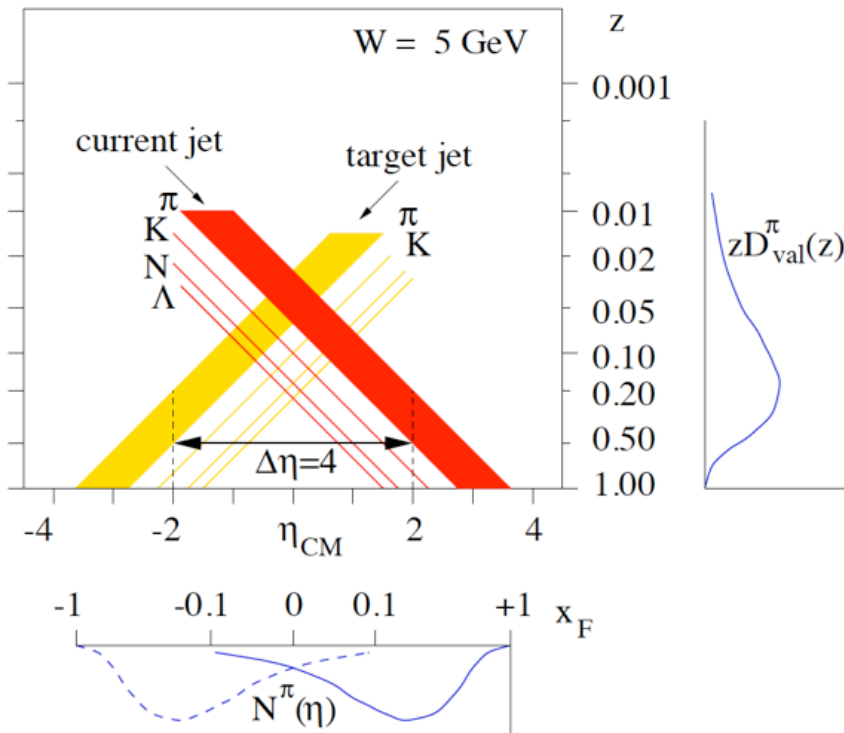 W = 5 GeV
z
0.001
current jet
target jet
π
π
0.01
K
K
0.02
zD^π_val(z)
N
Λ
0.05
0.10
0.20
0.50
Δη=4
1.00
-4 -2 η_CM 2 4
-1 -0.1 0 0.1 +1 x_F
N^π(η)